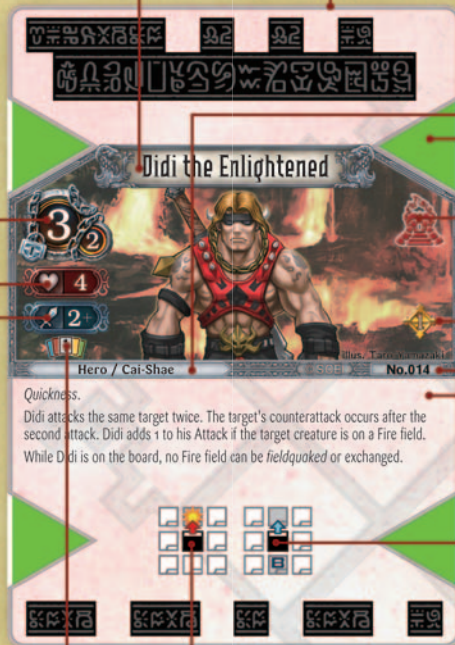 Didi the Enlightened
3
2
4
2+
illus. Taro Yamazaki
Hero / Cai-Shae
No.014
Quickness.
Didi attacks the same target twice. The target's counterattack occurs after the
second attack. Didi adds 1 to his Attack if the target creature is on a Fire field.
While Didi is on the board, no Fire field can be fieldquaked or exchanged.
B